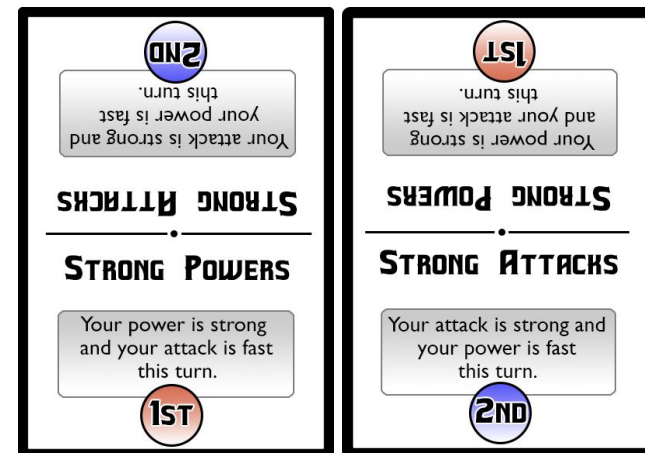 2ND
Your attack is strong and
your power is fast
this turn.
STRONG ATTACKS
STRONG POWERS
Your power is strong
and your attack is fast
this turn.
1ST
1ST
Your power is strong
and your attack is fast
this turn.
STRONG POWERS
STRONG ATTACKS
Your attack is strong and
your power is fast
this turn.
2ND